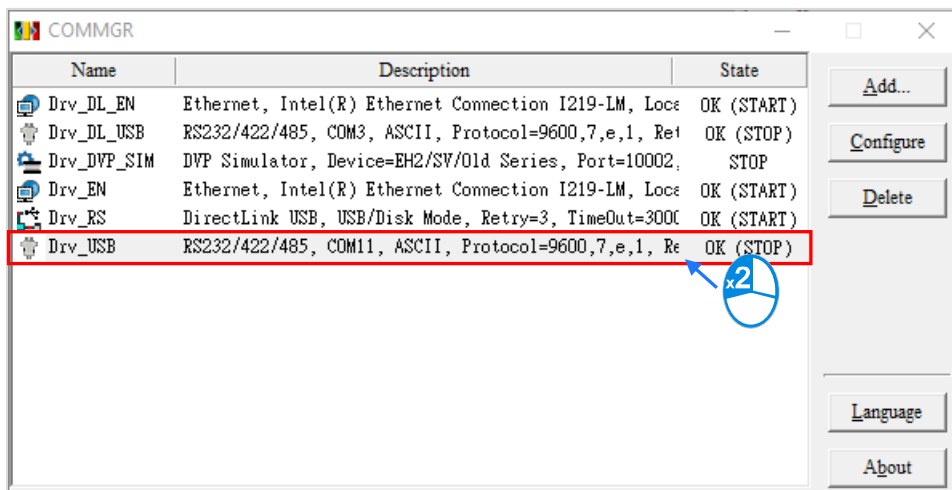 COMMGR
Name Description State
Drv_DL_EN Ethernet, Intel(R) Ethernet Connection I219-LM, Loca OK (START)
Drv_DL_USB RS232/422/485, COM3, ASCII, Protocol=9600,7,e,1, Ret OK (STOP)
Drv_DVP_SIM DVP Simulator, Device=EH2/SV/Old Series, Port=10002, STOP
Drv_EN Ethernet, Intel(R) Ethernet Connection I219-LM, Loca OK (START)
Drv_RS DirectLink USB, USB/Disk Mode, Retry=3, TimeOut=3000 OK (START)
Drv_USB RS232/422/485, COM11, ASCII, Protocol=9600,7,e,1, Re OK (STOP)
x2
Add...
Configure
Delete
Language
About